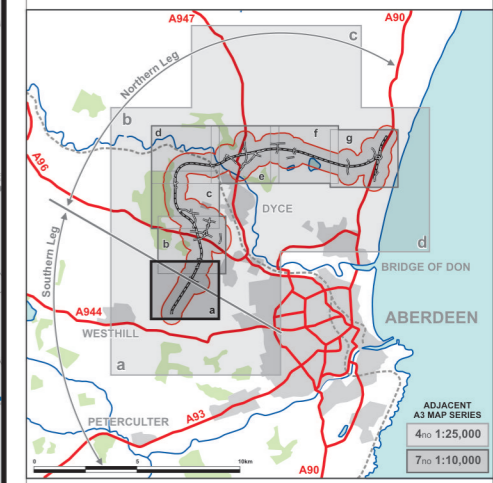 A947
A90
c
Northern Leg
b
d
f
g
A96
e
c
DYCE
b
d
Southern Leg
a
BRIDGE OF DON
A944
ABERDEEN
WESTHILL
a
ADJACENT
A3 MAP SERIES
PETERCULTER
A93
4no 1:25,000
7no 1:10,000
0 5 10km
A90